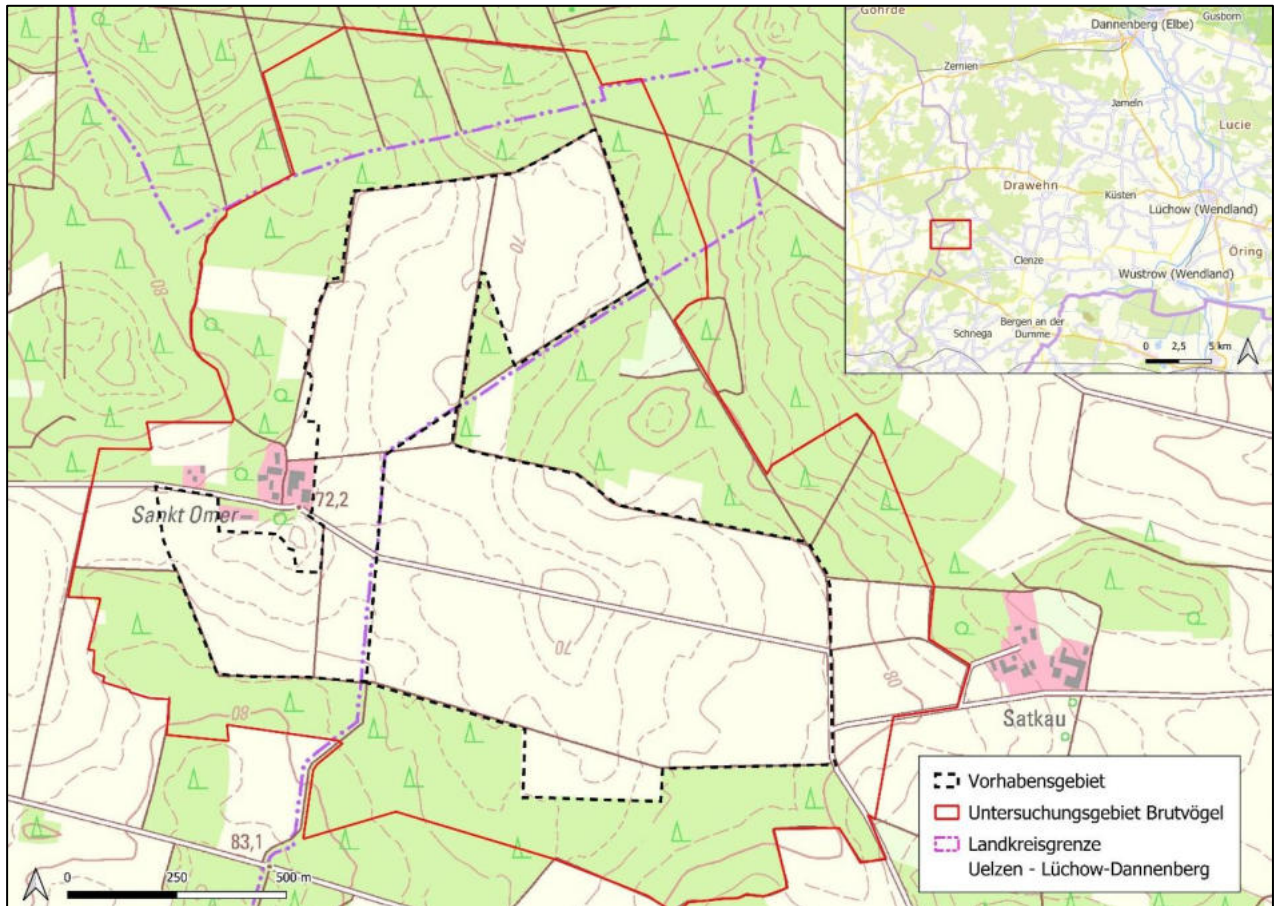 Göhrde
Dannenberg (Elbe)
Gusborn
Zernien
Jameln
Lucie
Drawehn
Küsten
Lüchow (Wendland)
Clenze
Öring
Wustrow (Wendland)
Schnega
Bergen an der
Dumme
0 2,5 5 km
70
80
72,2
Sankt Omer
70
80
80
Satkau
83,1
0 250 500 m
Vorhabensgebiet
Untersuchungsgebiet Brutvögel
Landkreisgrenze
Uelzen - Lüchow-Dannenberg